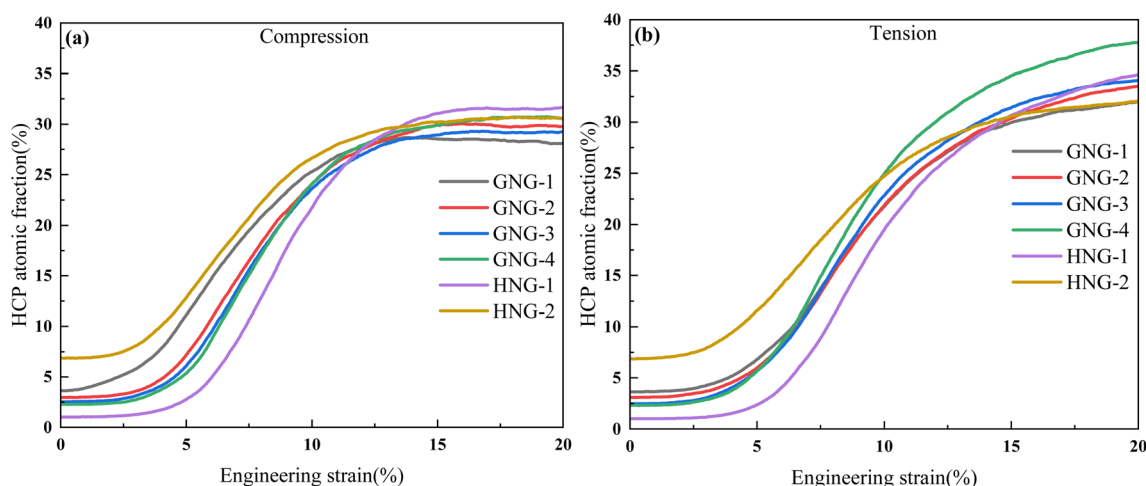 (a)
Compression
HCP atomic fraction(%)
40
35
30
25
20
15
10
5
0
GNG-1
GNG-2
GNG-3
GNG-4
HNG-1
HNG-2
0
5
10
15
20
Engineering strain(%)
(b)
Tension
HCP atomic fraction(%)
40
35
30
25
20
15
10
5
0
GNG-1
GNG-2
GNG-3
GNG-4
HNG-1
HNG-2
0
5
10
15
20
Engineering strain(%)